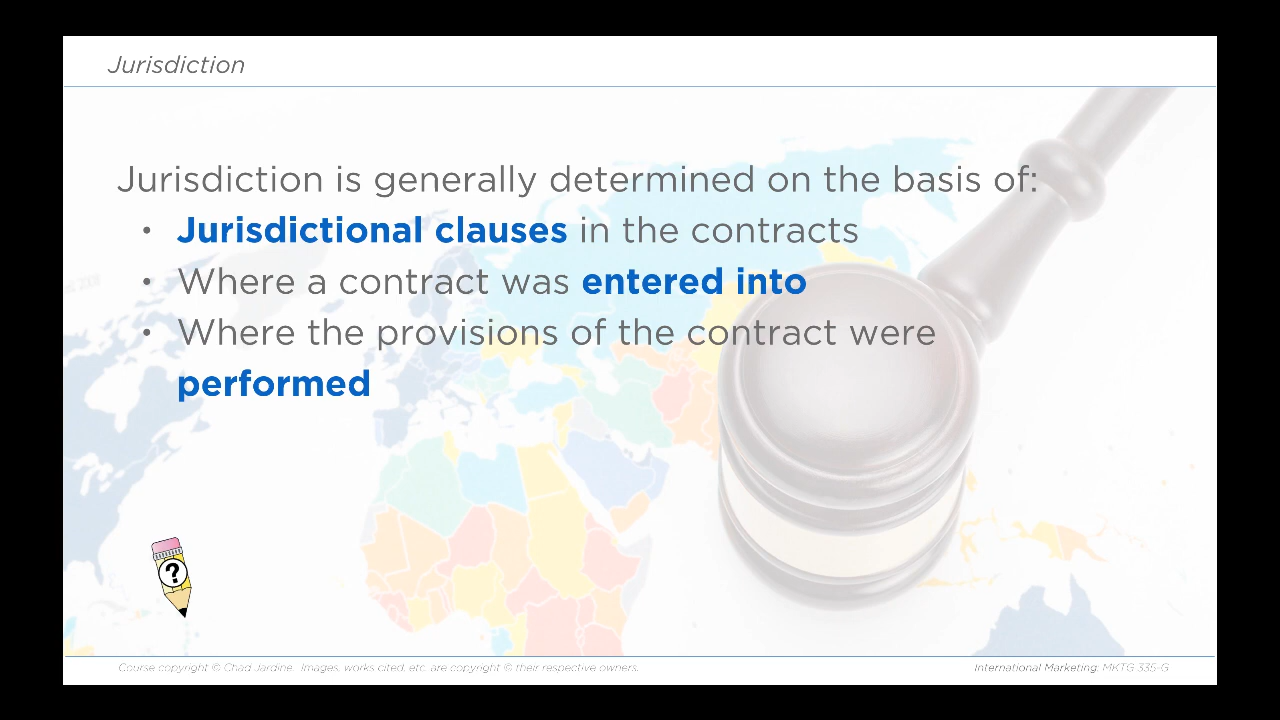 Jurisdiction
Jurisdiction is generally determined on the basis of:
• Jurisdictional clauses in the contracts
• Where a contract was entered into
• Where the provisions of the contract were
performed
?
Course copyright © Chad Jardine. Images, works cited, etc. are copyright © their respective owners.
International Marketing: MKTG 335-G